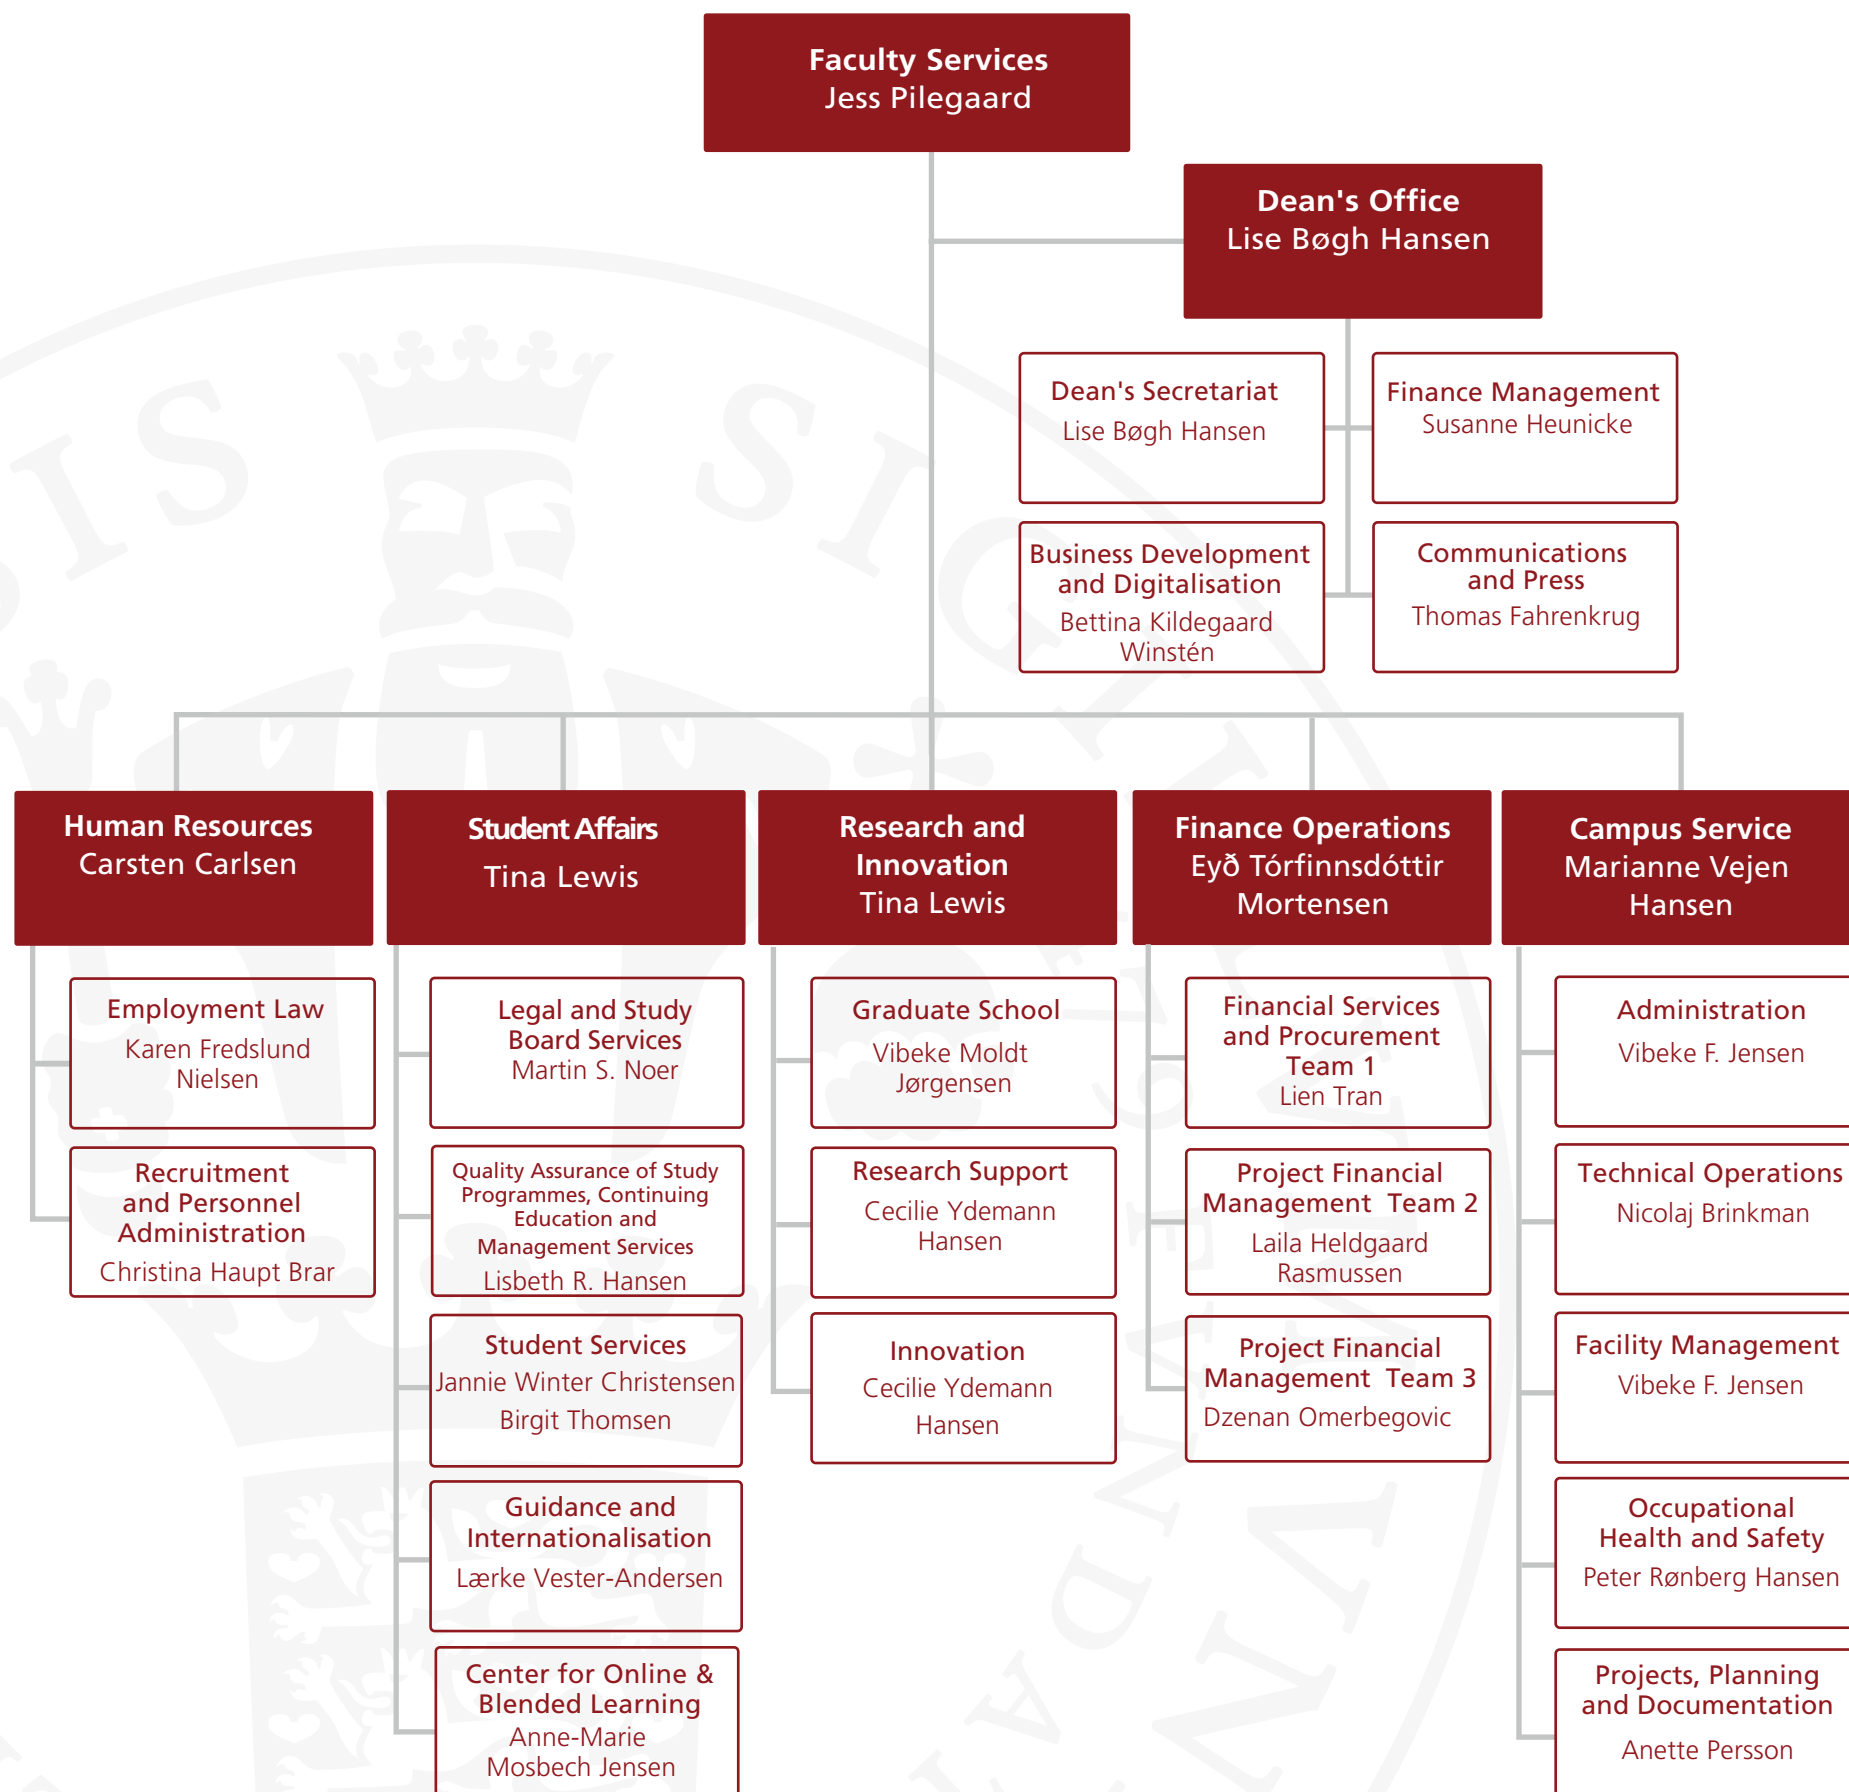 Faculty Services
Jess Pilegaard
Dean's Office
Lise Bøgh Hansen
Dean's Secretariat
Lise Bøgh Hansen
Finance Management
Susanne Heunicke
Business Development
and Digitalisation
Bettina Kildegaard
Winstén
Communications
and Press
Thomas Fahrenkrug
Human Resources
Carsten Carlsen
Employment Law
Karen Fredslund
Nielsen
Recruitment
and Personnel
Administration
Christina Haupt Brar
Student Affairs
Tina Lewis
Legal and Study
Board Services
Martin S. Noer
Quality Assurance of Study
Programmes, Continuing
Education and
Management Services
Lisbeth R. Hansen
Student Services
Jannie Winter Christensen
Birgit Thomsen
Guidance and
Internationalisation
Lærke Vester-Andersen
Center for Online &
Blended Learning
Anne-Marie
Mosbech Jensen
Research and
Innovation
Tina Lewis
Graduate School
Vibeke Moldt
Jørgensen
Research Support
Cecilie Ydemann
Hansen
Innovation
Cecilie Ydemann
Hansen
Finance Operations
Eyð Tórfinnsdóttir
Mortensen
Financial Services
and Procurement
Team 1
Lien Tran
Project Financial
Management Team 2
Laila Heldgaard
Rasmussen
Project Financial
Management Team 3
Dzenan Omerbegovic
Campus Service
Marianne Vejen
Hansen
Administration
Vibeke F. Jensen
Technical Operations
Nicolaj Brinkman
Facility Management
Vibeke F. Jensen
Occupational
Health and Safety
Peter Rønberg Hansen
Projects, Planning
and Documentation
Anette Persson